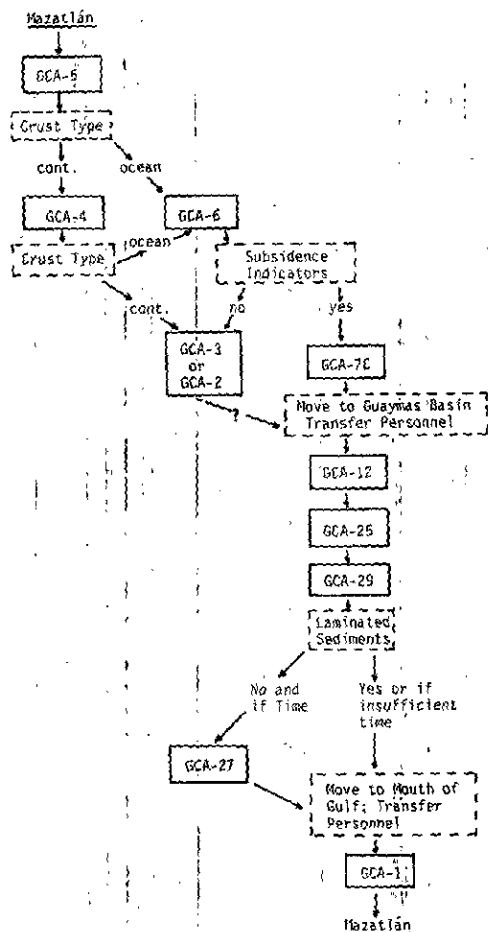 Mazatlán
GCA-5
Crust Type
cont.
ocean
GCA-4
GCA-6
ocean
Crust Type
Subsidence
Indicators
cont.
no
yes
GCA-3
or
GCA-2
GCA-7C
?
Move to Guaymas Basin
Transfer Personnel
GCA-12
GCA-25
GCA-29
Laminated
Sediments
No and
if Time
Yes or if
insufficient
time
GCA-27
Move to Mouth of
Gulf; Transfer
Personnel
GCA-1
Mazatlán